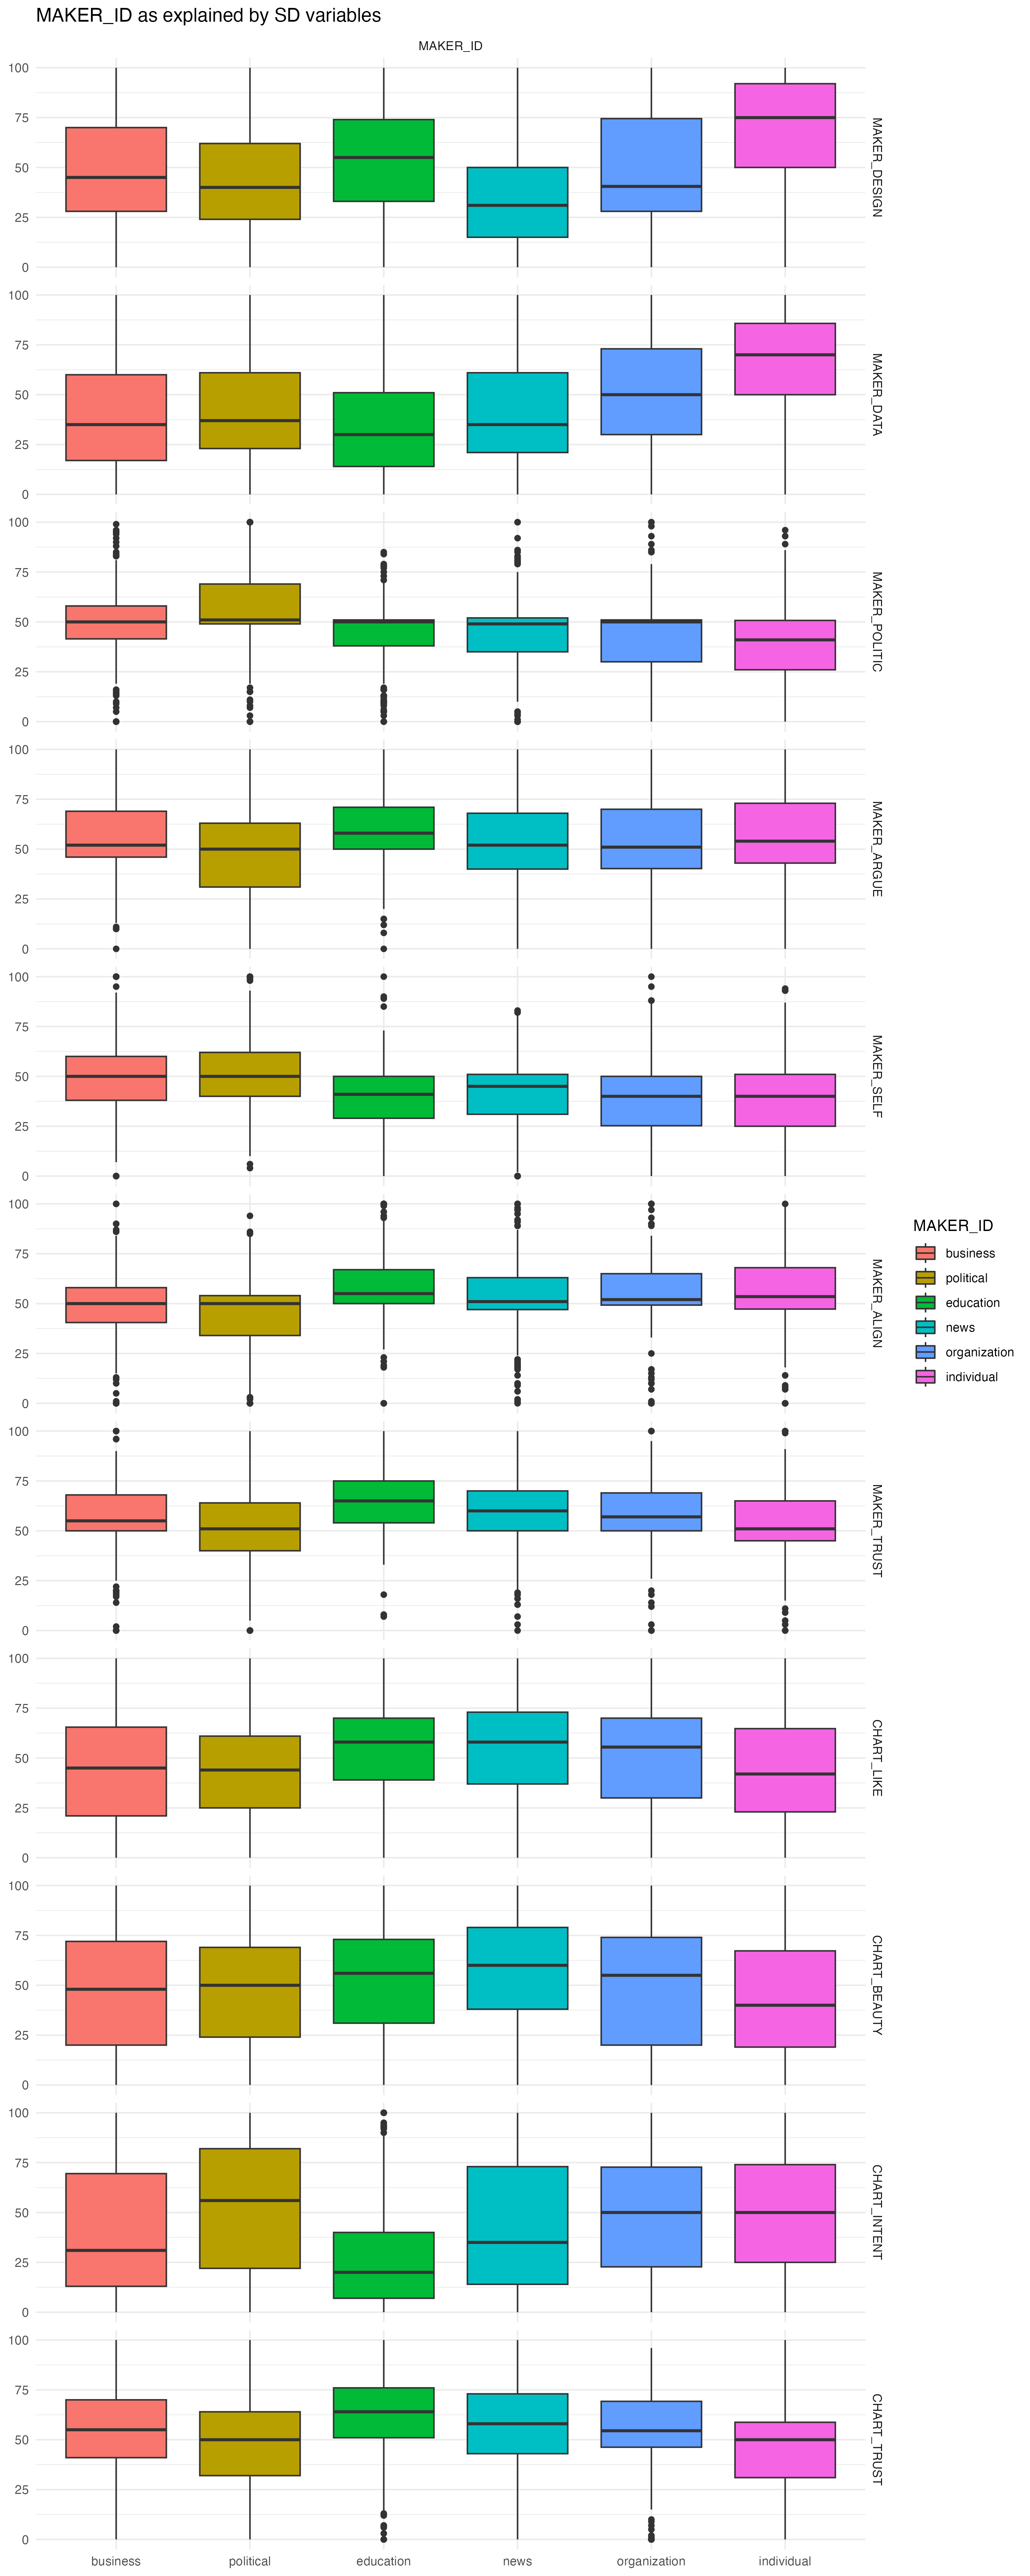 MAKER_ID as explained by SD variables
MAKER_ID
100
75
50
25
0
MAKER_DESIGN
100
75
50
25
0
MAKER_DATA
100
75
50
25
0
MAKER_POLITIC
100
75
50
25
0
MAKER_ARGUE
100
75
50
25
0
MAKER_SELF
100
75
50
25
0
MAKER_ALIGN
MAKER_ID
business
political
education
news
organization
individual
100
75
50
25
0
MAKER_TRUST
100
75
50
25
0
CHART_LIKE
100
75
50
25
0
CHART_BEAUTY
100
75
50
25
0
CHART_INTENT
100
75
50
25
0
CHART_TRUST
business political education news organization individual